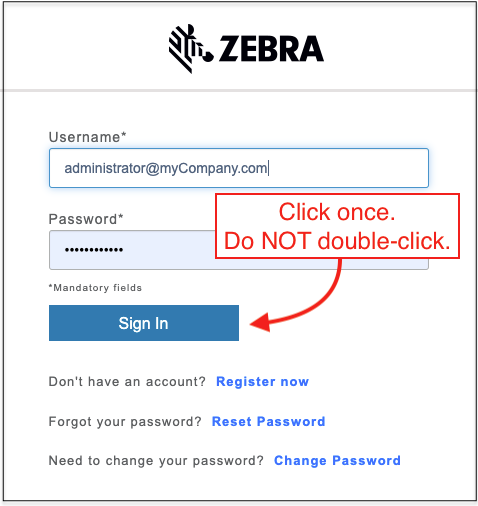 ZEBRA
Username*
administrator@myCompany.com
Click once.
Do NOT double-click.
Password*
••••••••••••
*Mandatory fields
Sign In
Don't have an account? Register now
Forgot your password? Reset Password
Need to change your password? Change Password